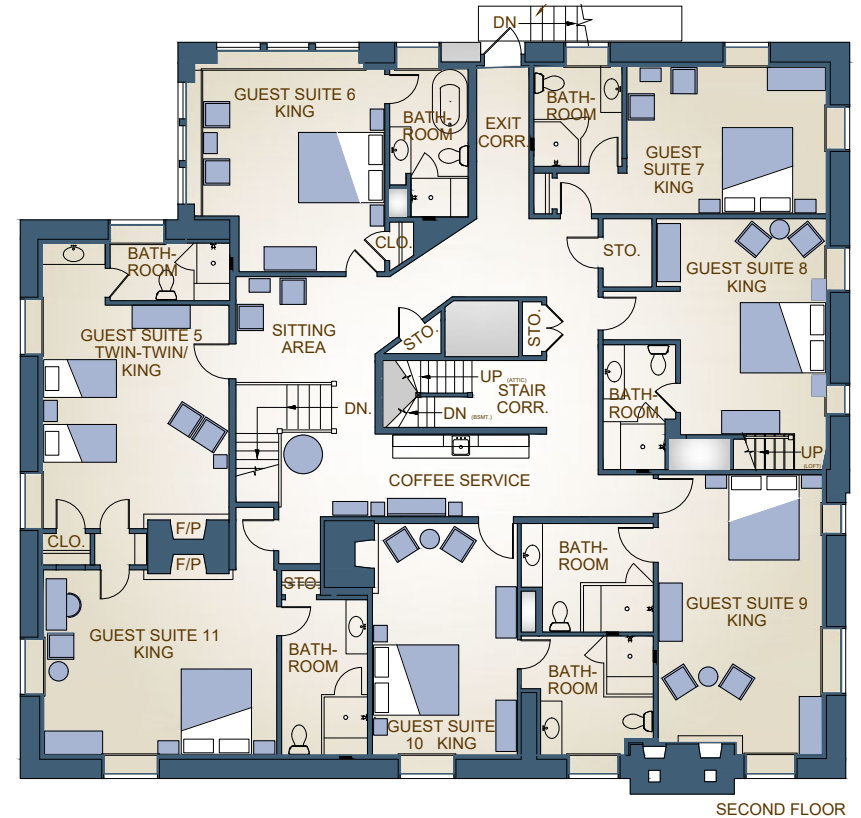 DN
GUEST SUITE 6
KING
BATH-
ROOM
EXIT
CORR.
BATH-
ROOM
GUEST
SUITE 7
KING
CLO.
STO.
BATH-
ROOM
GUEST SUITE 8
KING
GUEST SUITE 5
TWIN-TWIN/
KING
SITTING
AREA
STO.
STO.
UP (ATTIC)
STAIR
CORR.
DN (BSMT.)
DN.
BATH-
ROOM
UP
(LOFT)
COFFEE SERVICE
F/P
CLO.
F/P
STO.
BATH-
ROOM
GUEST SUITE 9
KING
GUEST SUITE 11
KING
BATH-
ROOM
BATH-
ROOM
GUEST SUITE
10 KING
SECOND FLOOR